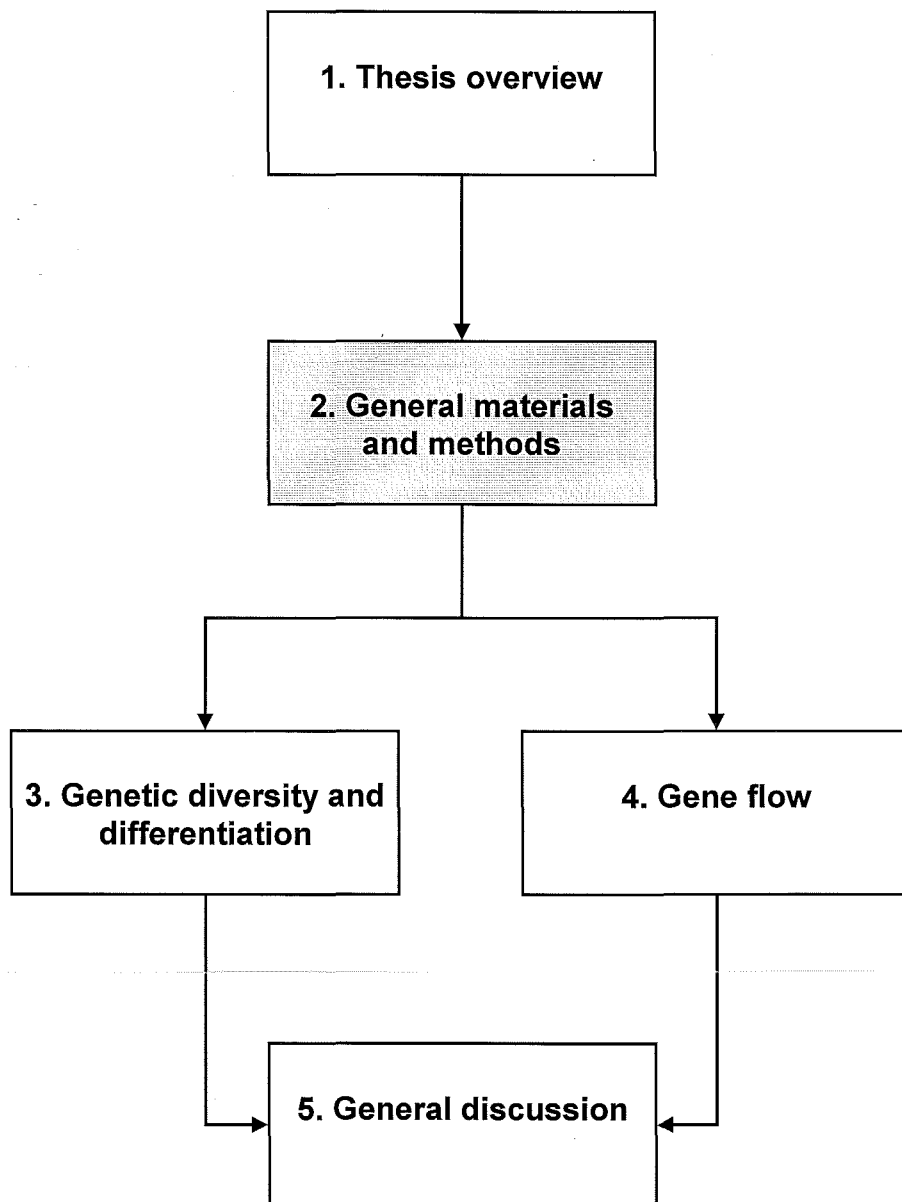 1. Thesis overview
2. General materials
and methods
3. Genetic diversity and
differentiation
4. Gene flow
5. General discussion